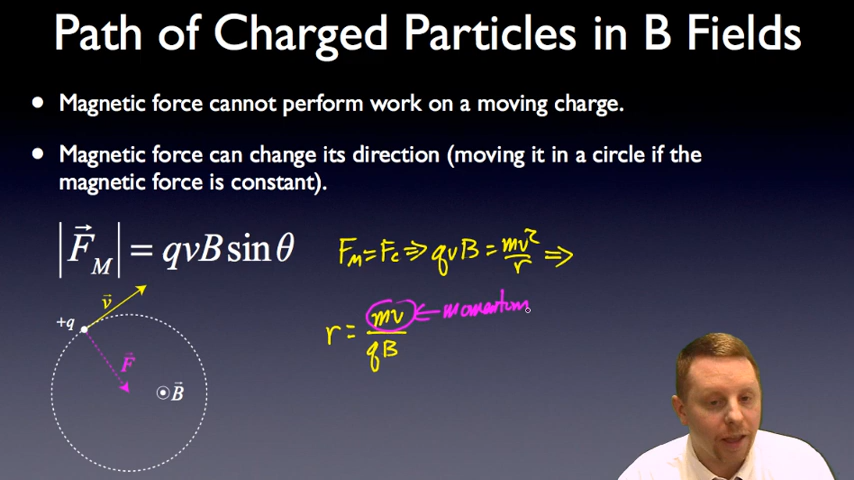 Path of Charged Particles in B Fields
• Magnetic force cannot perform work on a moving charge.
• Magnetic force can change its direction (moving it in a circle if the
magnetic force is constant).
|F⃗_M| = qvB sin θ
F_M = F_c ⇒ qvB = mv²/r ⇒
r = mv/qB ← momentum
v⃗
+q
F⃗
B⃗